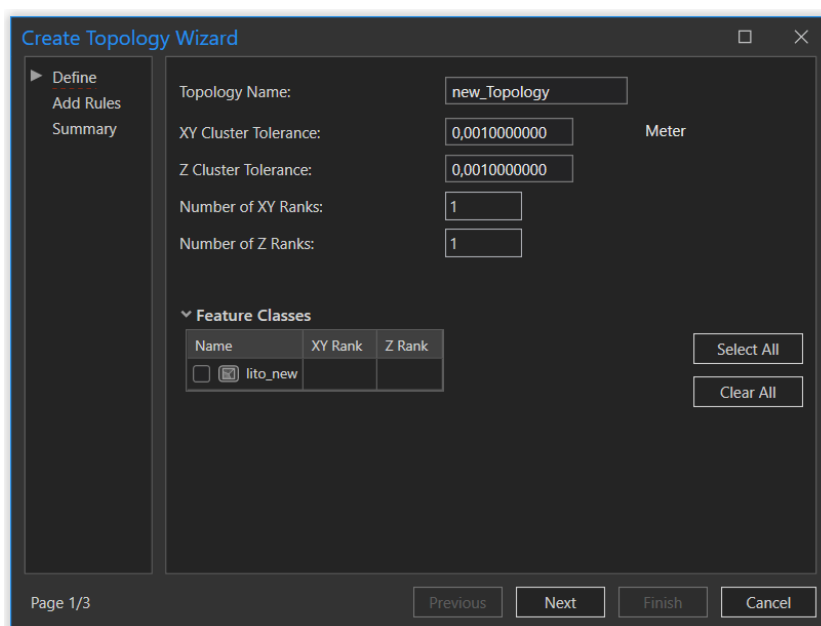 Create Topology Wizard
Define
Add Rules
Summary
Topology Name: new_Topology
XY Cluster Tolerance: 0,0010000000 Meter
Z Cluster Tolerance: 0,0010000000
Number of XY Ranks: 1
Number of Z Ranks: 1
Feature Classes
Name XY Rank Z Rank
lito_new
Select All
Clear All
Page 1/3 Previous Next Finish Cancel